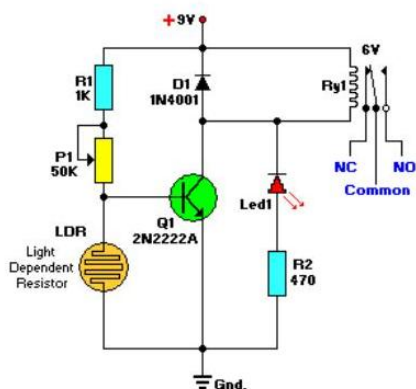 +9V
6V
R1
1K
D1
1N4001
Ry1
P1
50K
NC
NO
Common
Led1
Q1
2N2222A
LDR
Light
Dependent
Resistor
R2
470
Gnd.